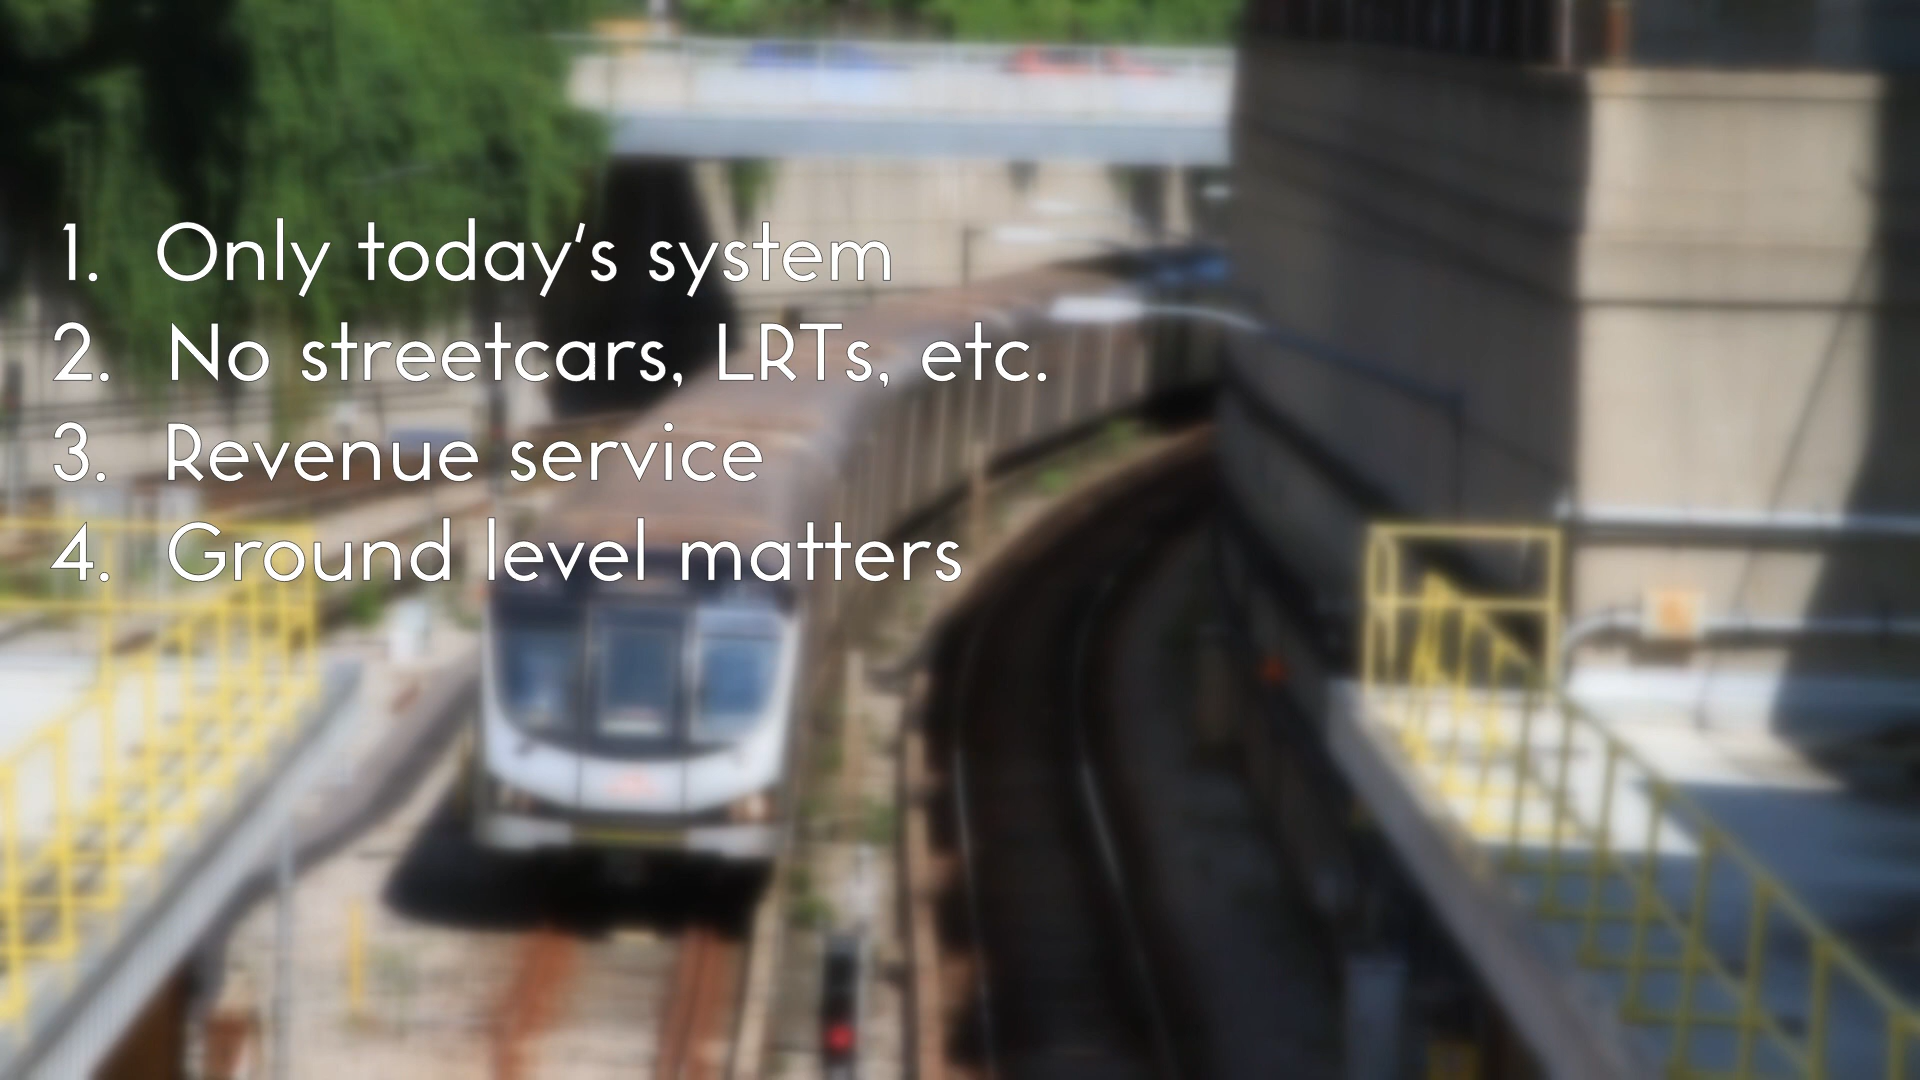 1. Only today's system
2. No streetcars, LRTs, etc.
3. Revenue service
4. Ground level matters